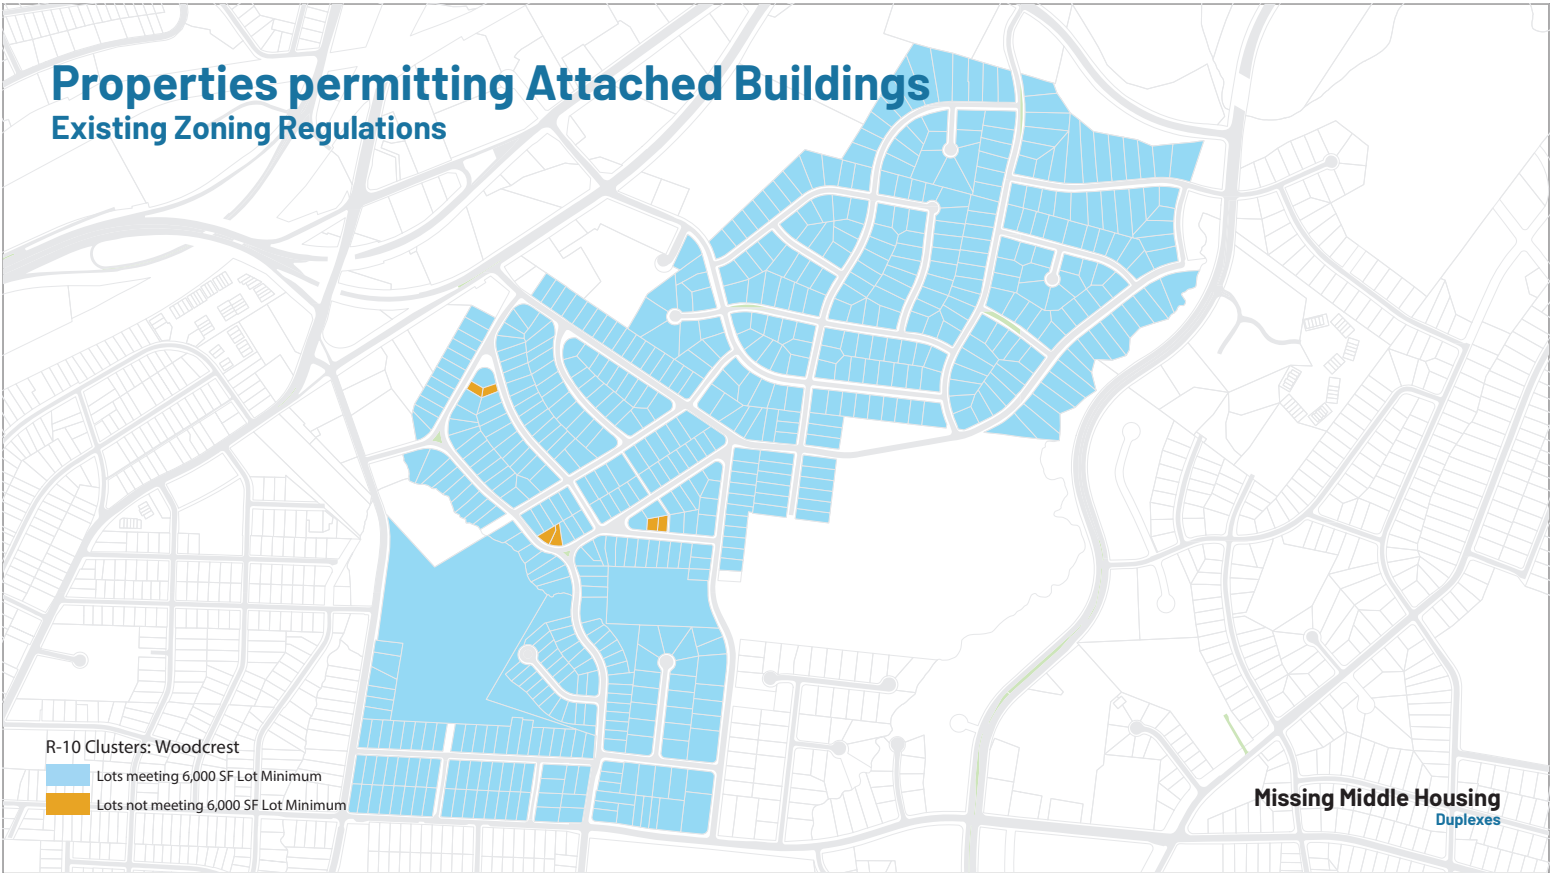 Properties permitting Attached Buildings
Existing Zoning Regulations
R-10 Clusters: Woodcrest
Lots meeting 6,000 SF Lot Minimum
Lots not meeting 6,000 SF Lot Minimum
Missing Middle Housing
Duplexes